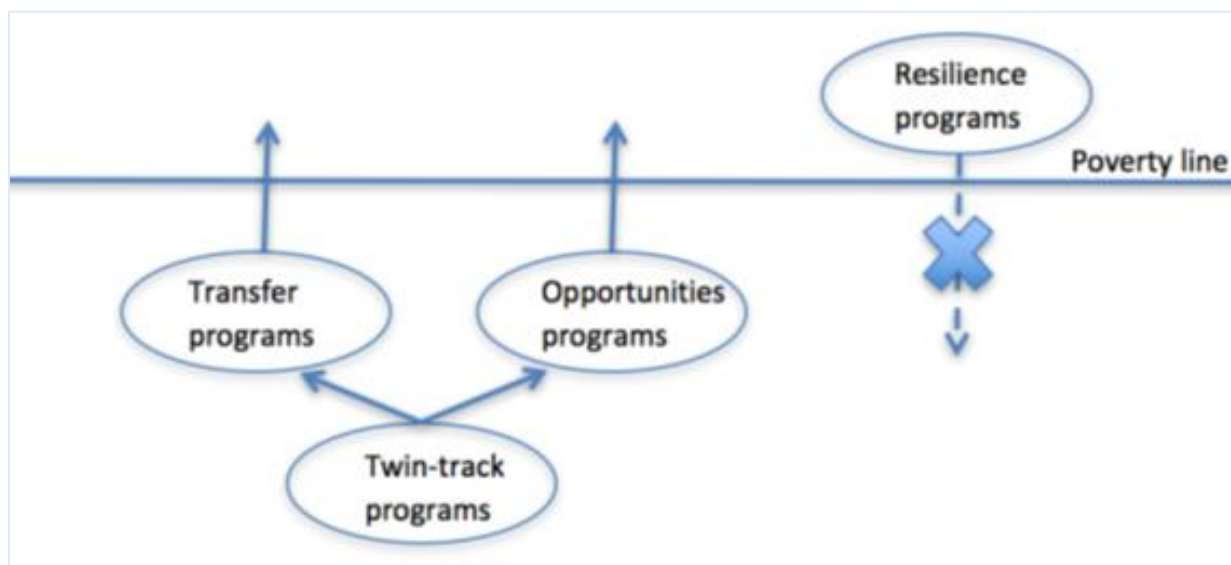 Resilience
programs
Poverty line
Transfer
programs
Opportunities
programs
Twin-track
programs